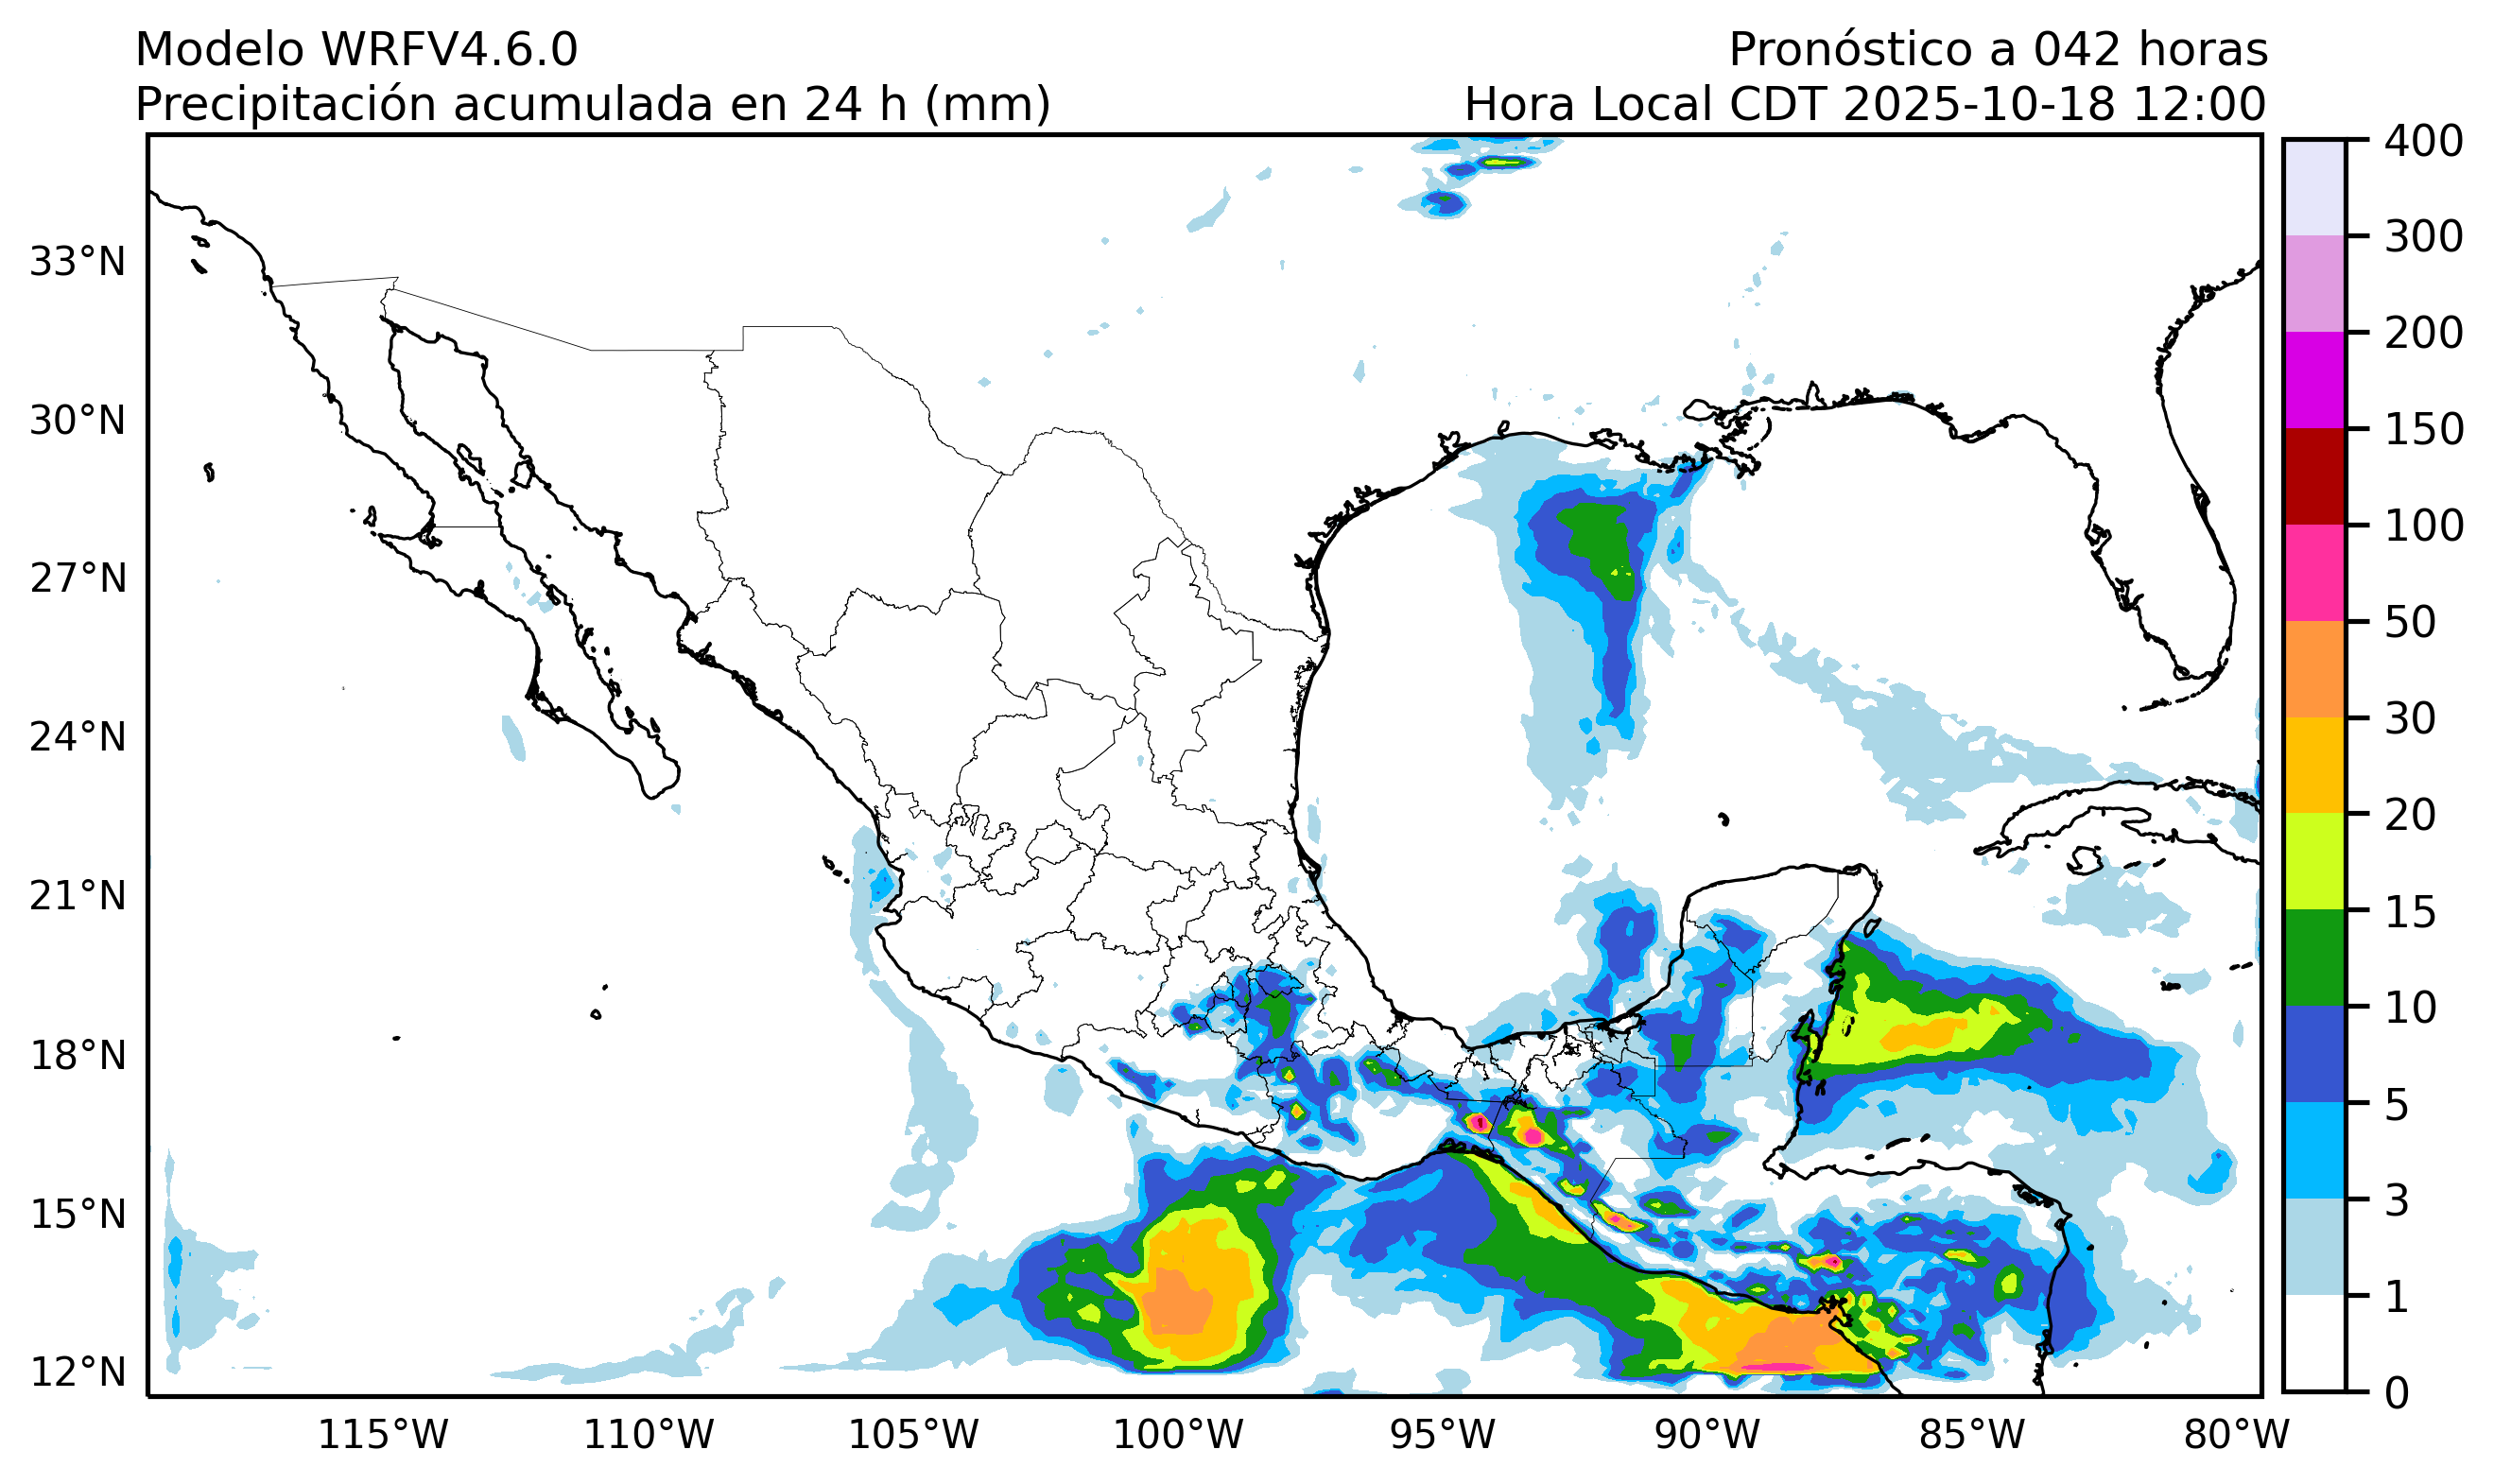 Modelo WRFV4.6.0
Pronóstico a 042 horas
Precipitación acumulada en 24 h (mm)
Hora Local CDT 2025-10-18 12:00
33°N
30°N
27°N
24°N
21°N
18°N
15°N
12°N
115°W
110°W
105°W
100°W
95°W
90°W
85°W
80°W
400
300
200
150
100
50
30
20
15
10
5
3
1
0